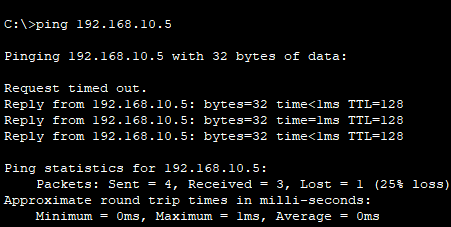 C:\>ping 192.168.10.5
Pinging 192.168.10.5 with 32 bytes of data:
Request timed out.
Reply from 192.168.10.5: bytes=32 time<1ms TTL=128
Reply from 192.168.10.5: bytes=32 time=1ms TTL=128
Reply from 192.168.10.5: bytes=32 time<1ms TTL=128
Ping statistics for 192.168.10.5:
Packets: Sent = 4, Received = 3, Lost = 1 (25% loss)
Approximate round trip times in milli-seconds:
Minimum = 0ms, Maximum = 1ms, Average = 0ms